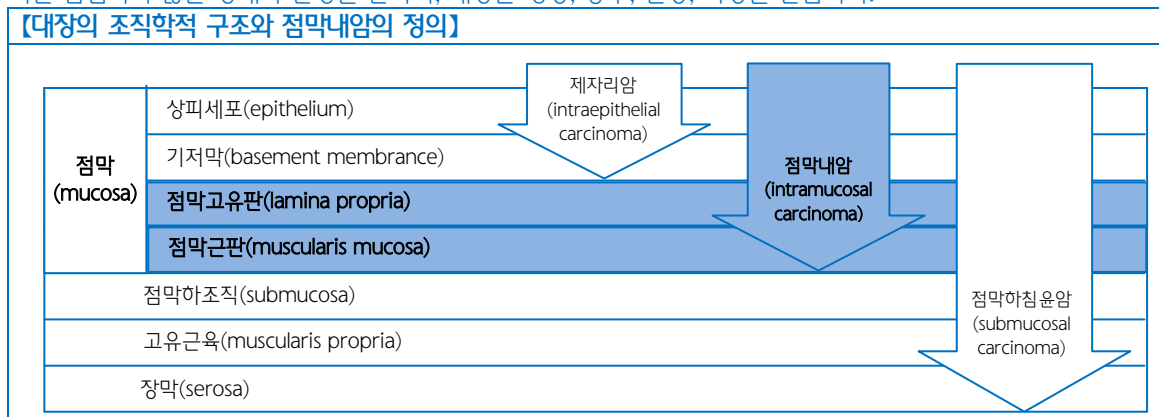 【대장의 조직학적 구조와 점막내암의 정의】
제자리암
(intraepithelial
carcinoma)
상피세포(epithelium)
기저막(basement membrance)
점막
(mucosa)
점막내암
(intramucosal
carcinoma)
점막고유판(lamina propria)
점막근판(muscularis mucosa)
점막하조직(submucosa)
점막하침윤암
(submucosal
carcinoma)
고유근육(muscularis propria)
장막(serosa)